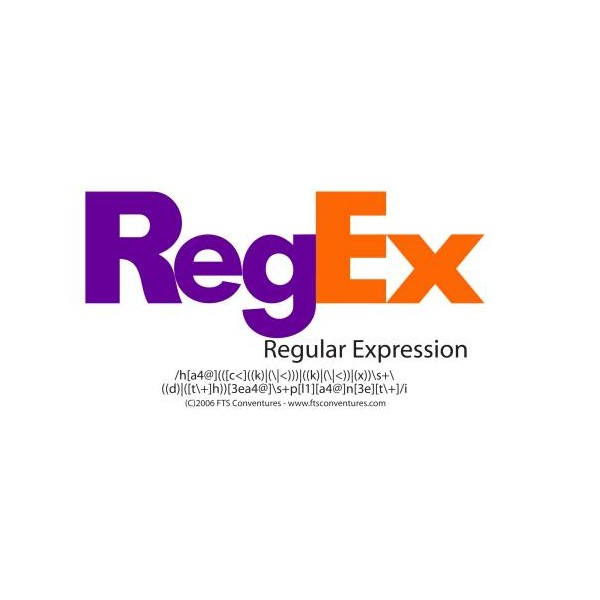 RegEx
Regular Expression
/h[a4@](([c<]((k)|(\|<)))|((k)|(\|<))|(x))\s+\
((d)|([t\+]h))[3ea4@]\s+p[l1][a4@]n[3e][t\+]/i
(C)2006 FTS Conventures - www.ftsconventures.com